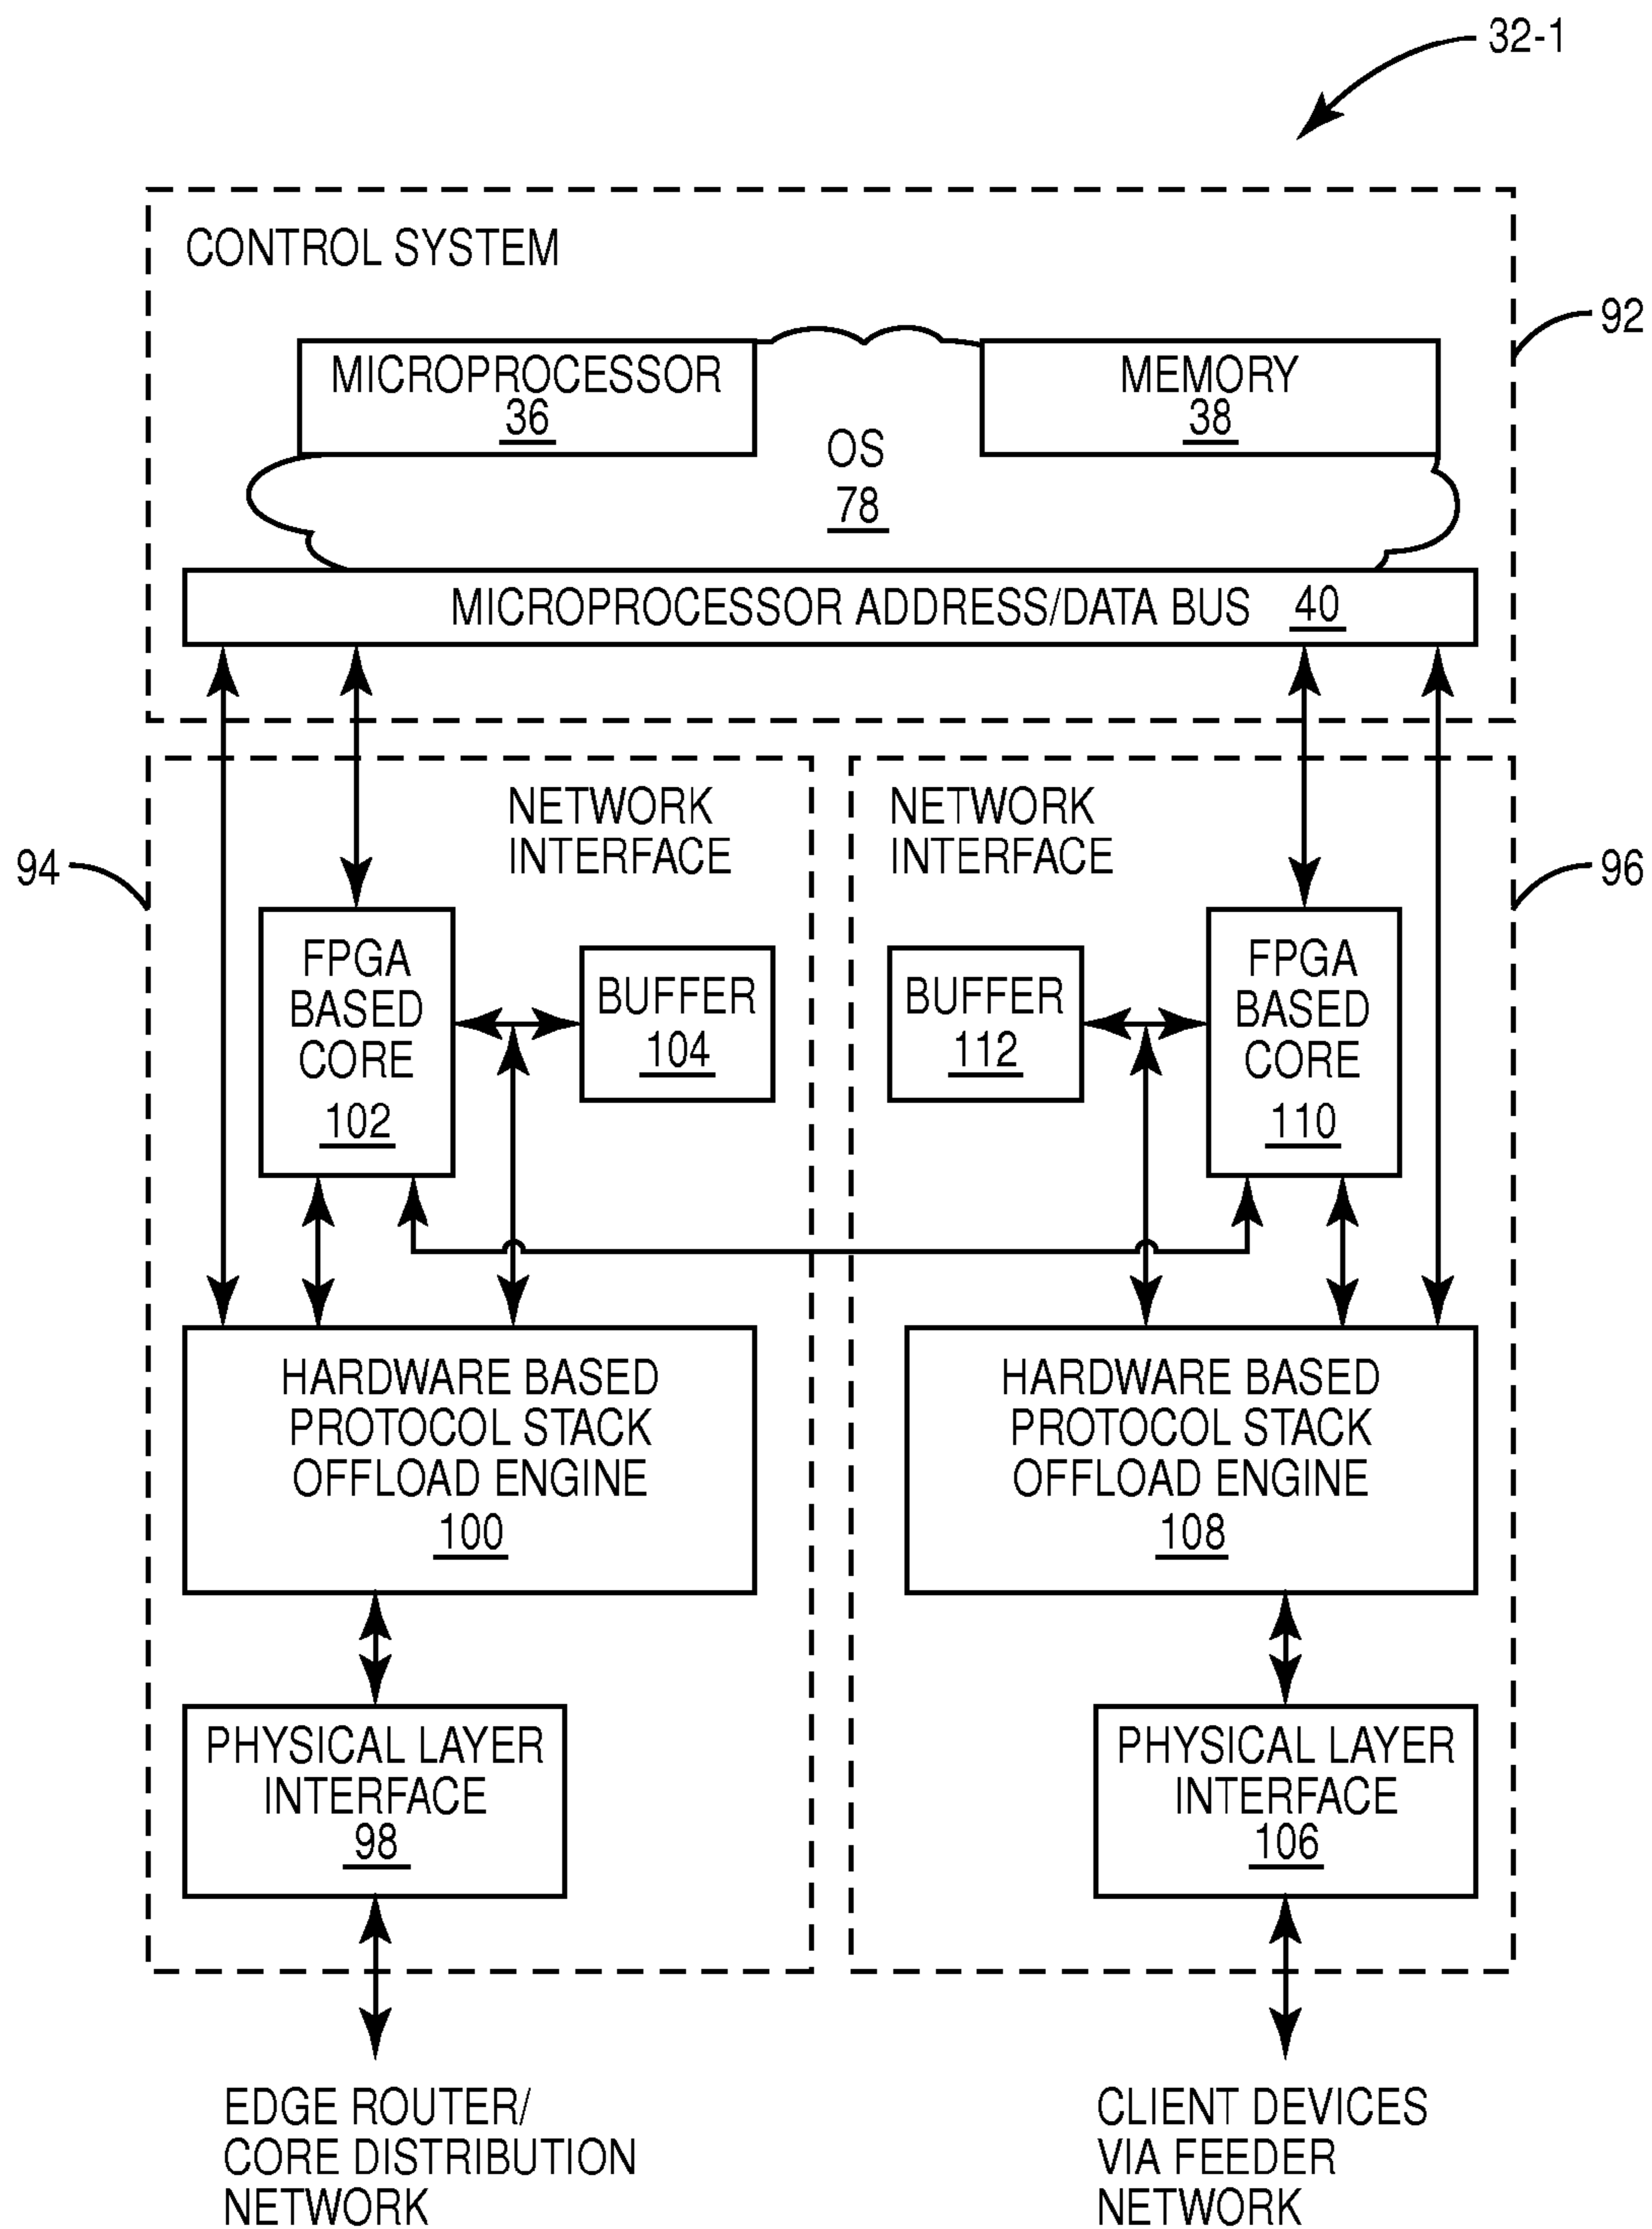 32-1
CONTROL SYSTEM
92
MICROPROCESSOR
36
MEMORY
38
OS
78
MICROPROCESSOR ADDRESS/DATA BUS 40
94
NETWORK
INTERFACE
NETWORK
INTERFACE
96
FPGA
BASED
CORE
102
BUFFER
104
BUFFER
112
FPGA
BASED
CORE
110
HARDWARE BASED
PROTOCOL STACK
OFFLOAD ENGINE
100
HARDWARE BASED
PROTOCOL STACK
OFFLOAD ENGINE
108
PHYSICAL LAYER
INTERFACE
98
PHYSICAL LAYER
INTERFACE
106
EDGE ROUTER/
CORE DISTRIBUTION
NETWORK
CLIENT DEVICES
VIA FEEDER
NETWORK